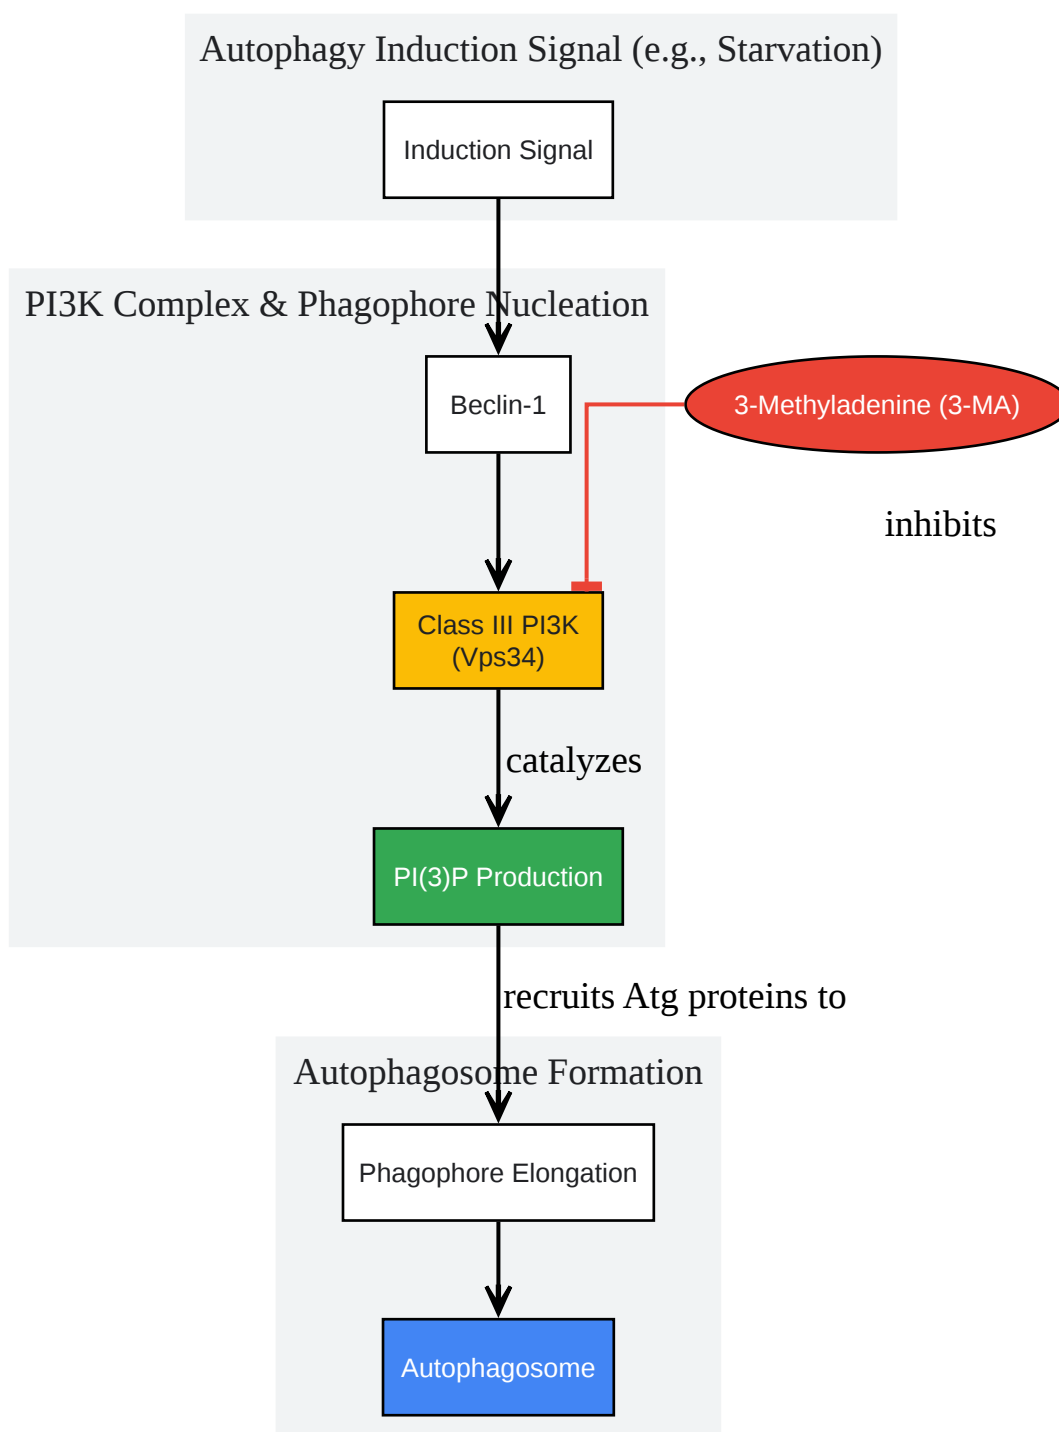 Autophagy Induction Signal (e.g., Starvation)
Induction Signal
PI3K Complex & Phagophore Nucleation
Beclin-1
3-Methyladenine (3-MA)
inhibits
Class III PI3K
(Vps34)
catalyzes
PI(3)P Production
recruits Atg proteins to
Autophagosome Formation
Phagophore Elongation
Autophagosome